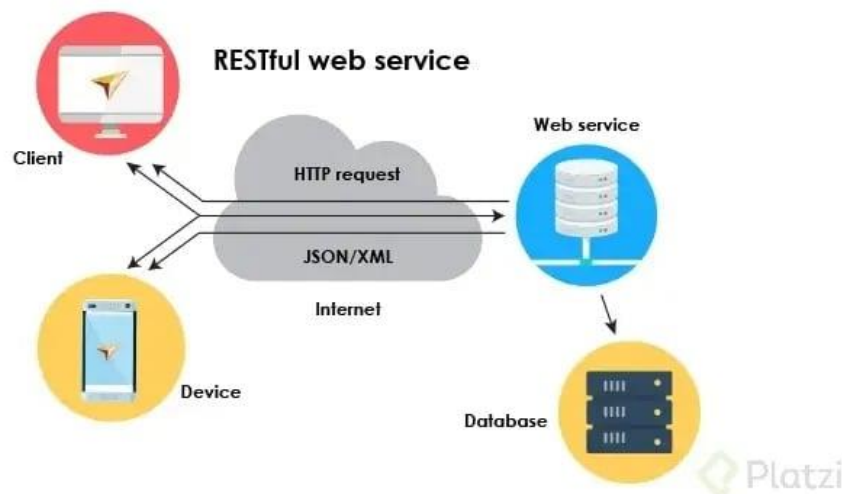 RESTful web service
Web service
Client
HTTP request
JSON/XML
Internet
Device
Database
Platzi